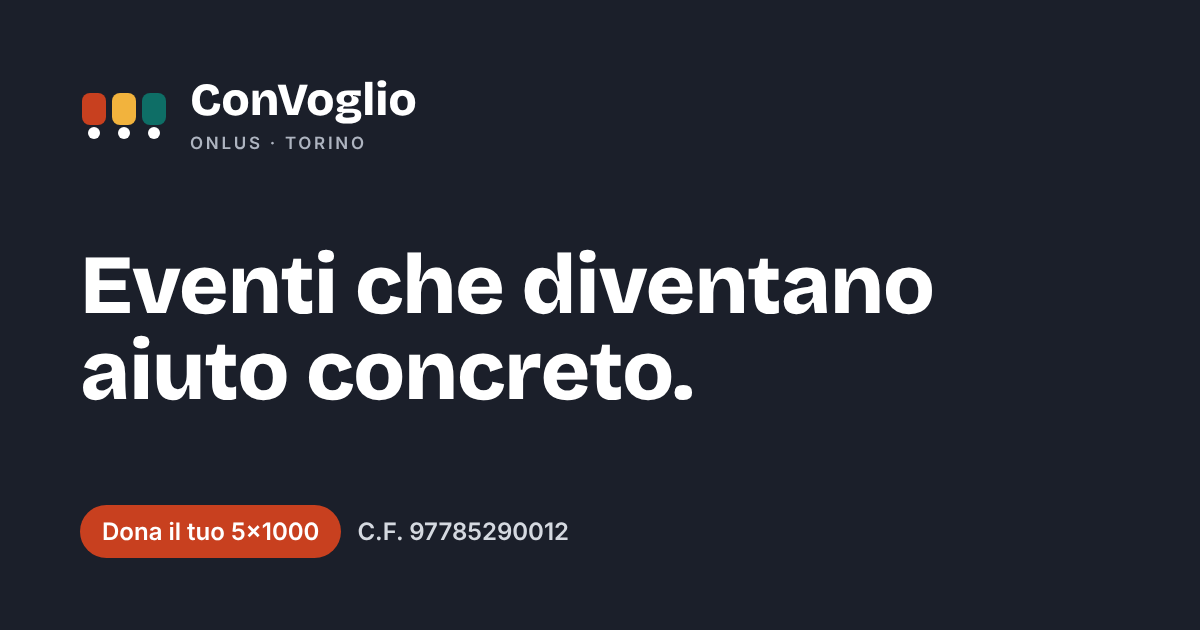 ConVoglio
ONLUS · TORINO
Eventi che diventano
aiuto concreto.
Dona il tuo 5×1000
C.F. 97785290012